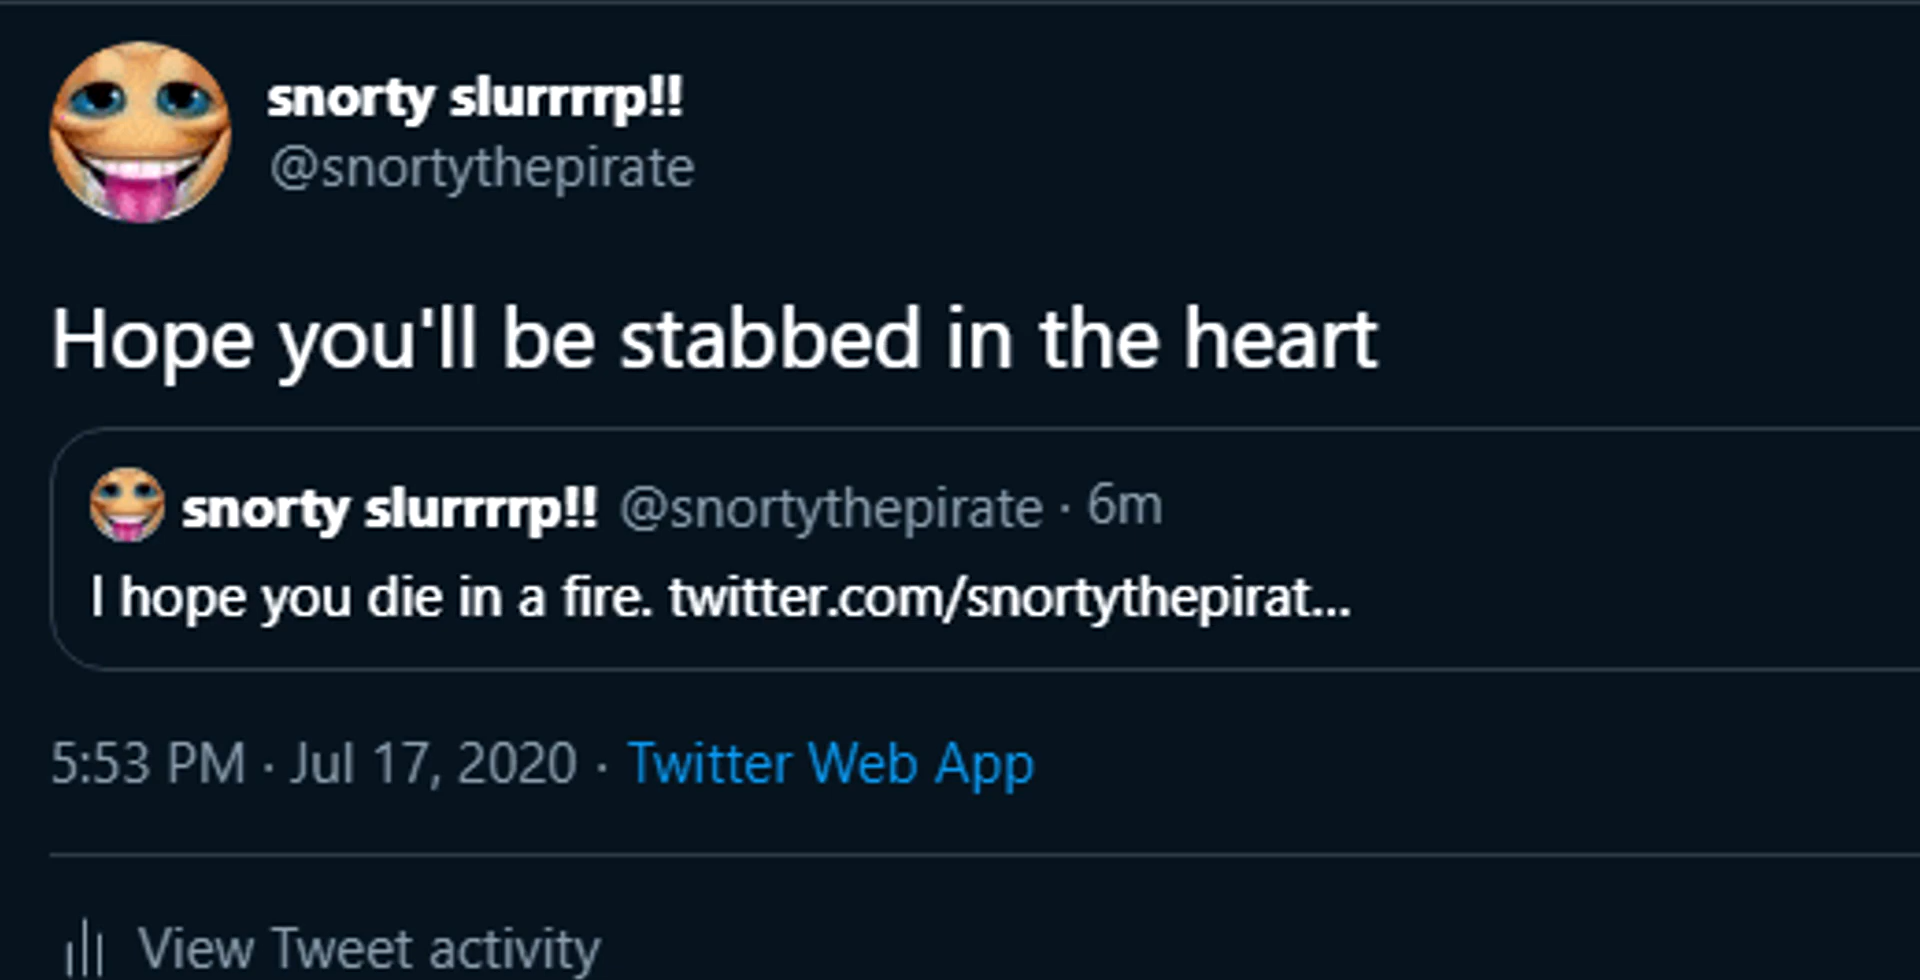 snorty slurrrrp!!
@snortythepirate
Hope you'll be stabbed in the heart
snorty slurrrrp!! @snortythepirate · 6m
I hope you die in a fire. twitter.com/snortythepirat...
5:53 PM · Jul 17, 2020 · Twitter Web App
View Tweet activity